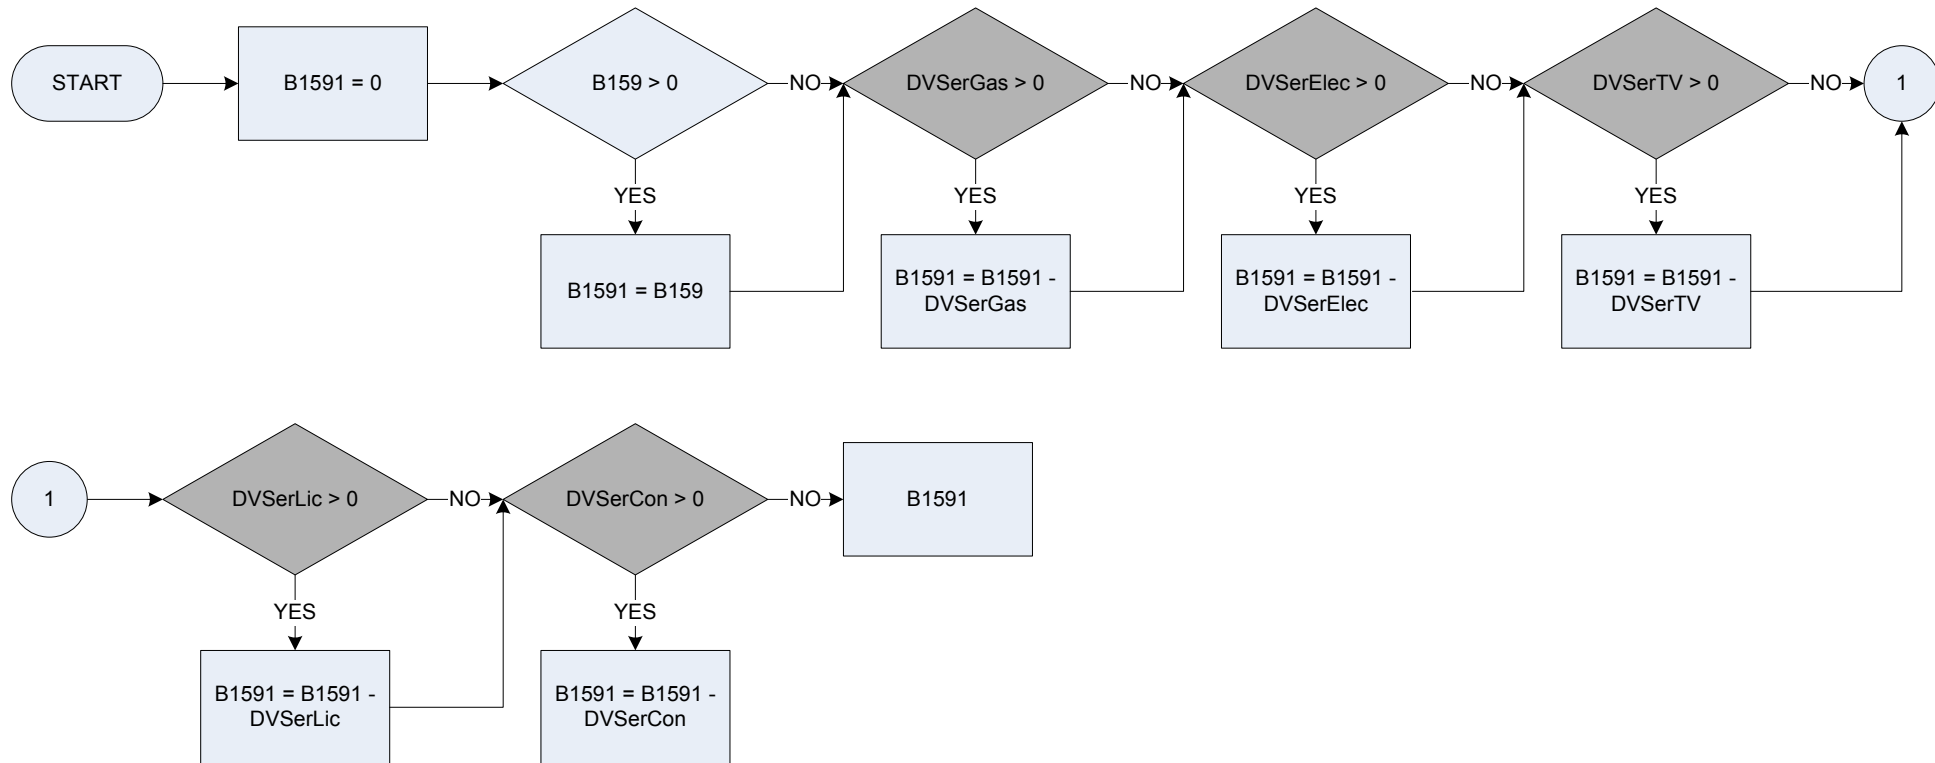 START
B1591 = 0
B159 > 0
NO
DVSerGas > 0
NO
DVSerElec > 0
NO
DVSerTV > 0
NO
1
YES
YES
YES
YES
B1591 = B159
B1591 = B1591 -
DVSerGas
B1591 = B1591 -
DVSerElec
B1591 = B1591 -
DVSerTV
1
DVSerLic > 0
NO
DVSerCon > 0
NO
B1591
YES
YES
B1591 = B1591 -
DVSerLic
B1591 = B1591 -
DVSerCon